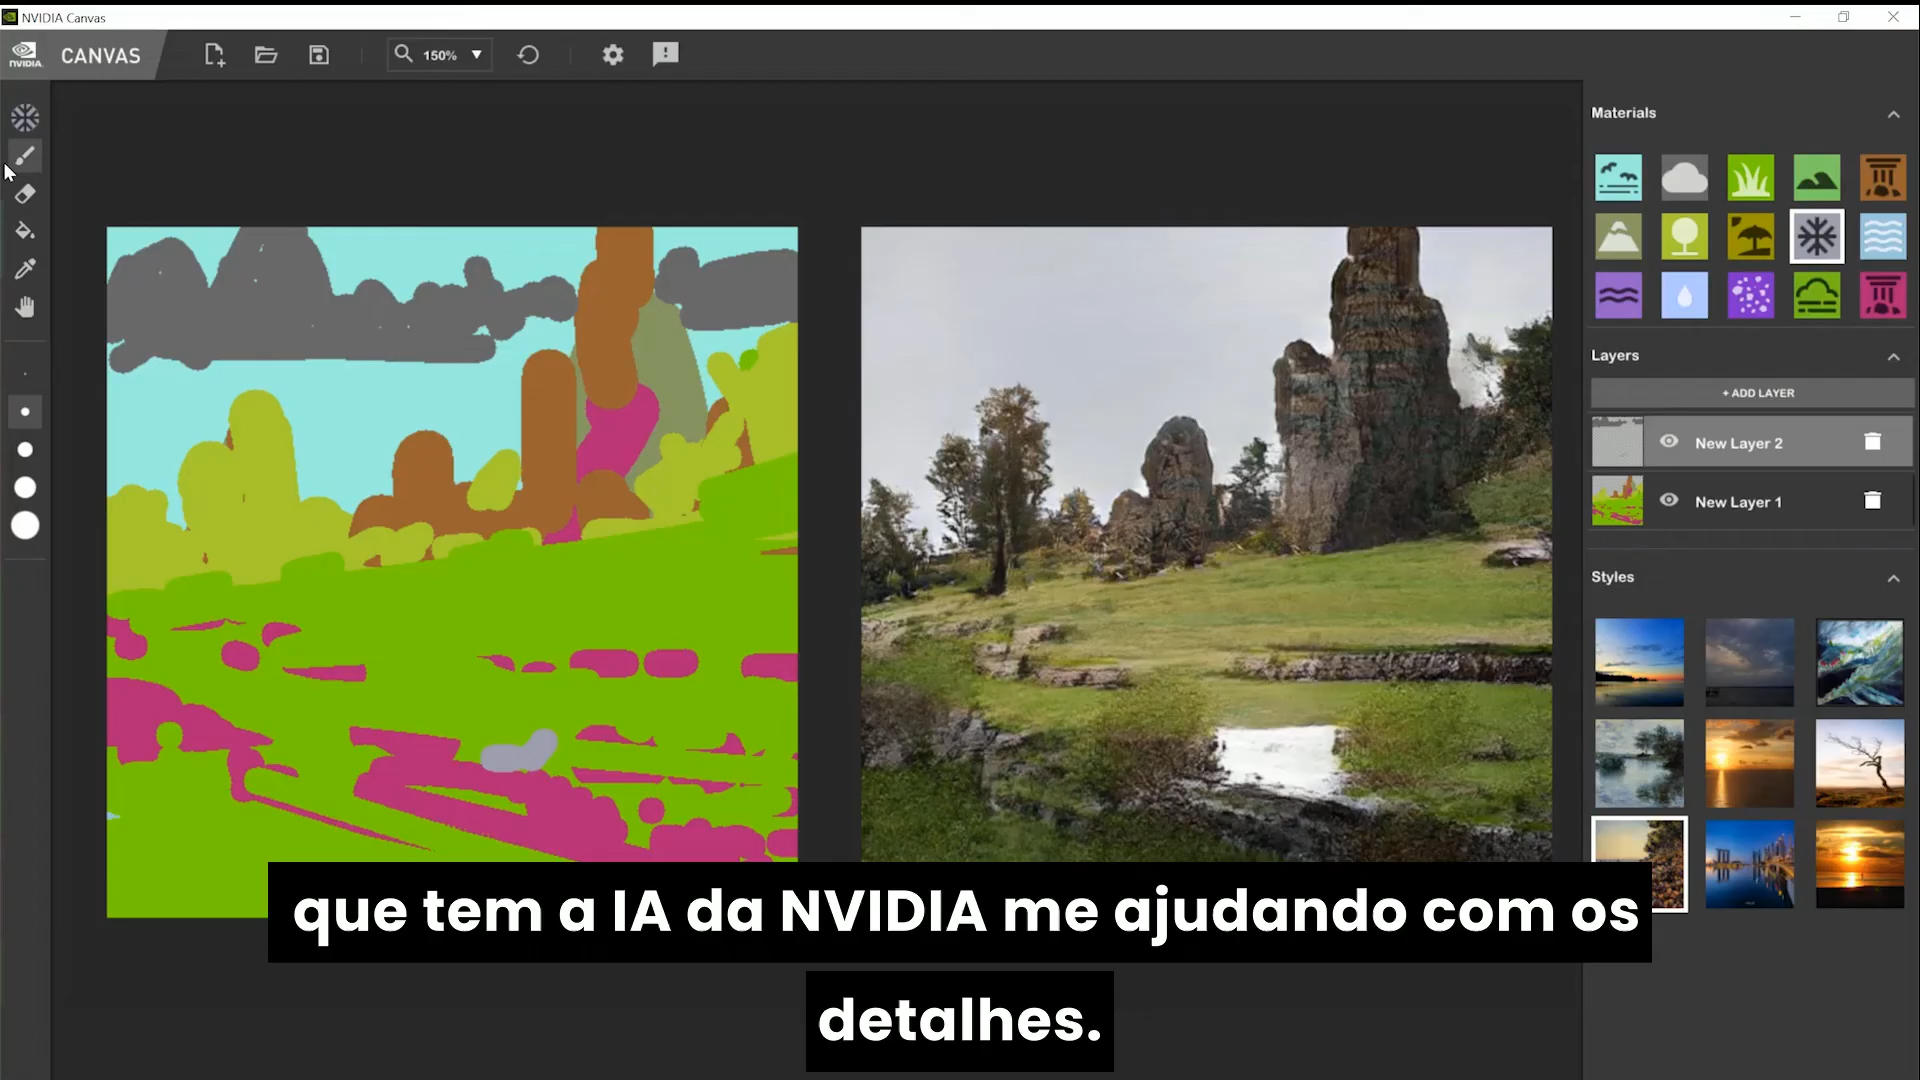 NVIDIA Canvas
NVIDIA.
CANVAS
150%
Materials
Layers
+ ADD LAYER
New Layer 2
New Layer 1
Styles
que tem a IA da NVIDIA me ajudando com os
detalhes.